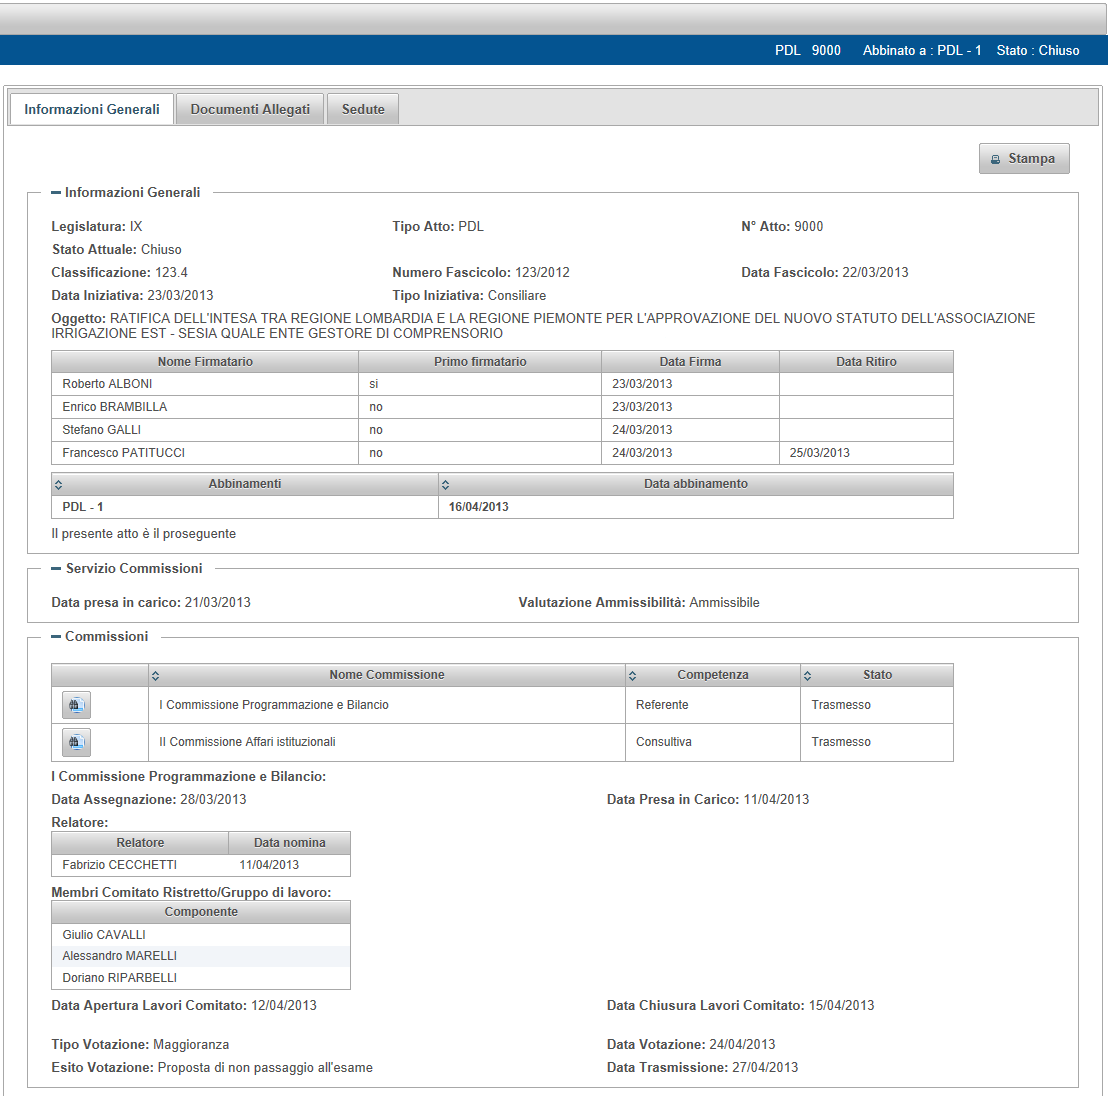 PDL 9000 Abbinato a : PDL - 1 Stato : Chiuso
Informazioni Generali Documenti Allegati Sedute
Stampa
Informazioni Generali
Legislatura: IX Tipo Atto: PDL N° Atto: 9000
Stato Attuale: Chiuso
Classificazione: 123.4 Numero Fascicolo: 123/2012 Data Fascicolo: 22/03/2013
Data Iniziativa: 23/03/2013 Tipo Iniziativa: Consiliare
Oggetto: RATIFICA DELL'INTESA TRA REGIONE LOMBARDIA E LA REGIONE PIEMONTE PER L'APPROVAZIONE DEL NUOVO STATUTO DELL'ASSOCIAZIONE
IRRIGAZIONE EST - SESIA QUALE ENTE GESTORE DI COMPRENSORIO
Nome Firmatario Primo firmatario Data Firma Data Ritiro
Roberto ALBONI si 23/03/2013
Enrico BRAMBILLA no 23/03/2013
Stefano GALLI no 24/03/2013
Francesco PATITUCCI no 24/03/2013 25/03/2013
Abbinamenti Data abbinamento
PDL - 1 16/04/2013
Il presente atto è il proseguente
Servizio Commissioni
Data presa in carico: 21/03/2013 Valutazione Ammissibilità: Ammissibile
Commissioni
Nome Commissione Competenza Stato
I Commissione Programmazione e Bilancio Referente Trasmesso
II Commissione Affari istituzionali Consultiva Trasmesso
I Commissione Programmazione e Bilancio:
Data Assegnazione: 28/03/2013 Data Presa in Carico: 11/04/2013
Relatore:
Relatore Data nomina
Fabrizio CECCHETTI 11/04/2013
Membri Comitato Ristretto/Gruppo di lavoro:
Componente
Giulio CAVALLI
Alessandro MARELLI
Doriano RIPARBELLI
Data Apertura Lavori Comitato: 12/04/2013 Data Chiusura Lavori Comitato: 15/04/2013
Tipo Votazione: Maggioranza Data Votazione: 24/04/2013
Esito Votazione: Proposta di non passaggio all'esame Data Trasmissione: 27/04/2013